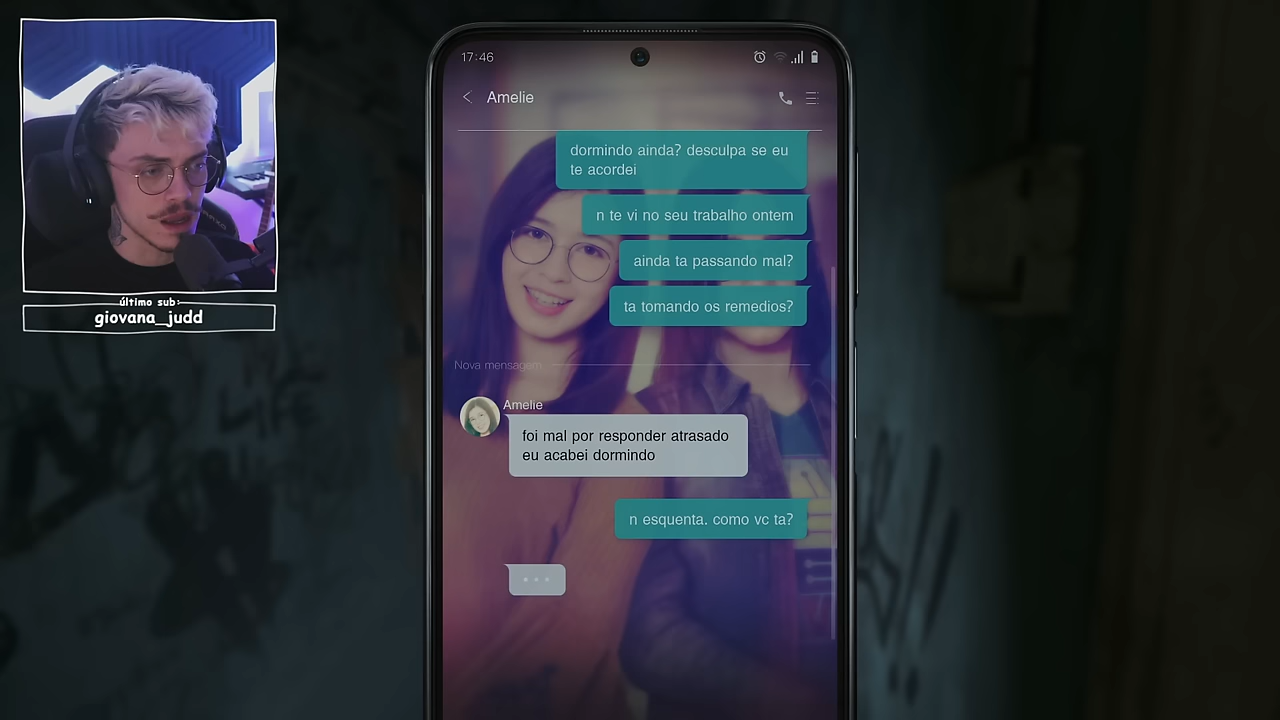 último sub:
giovana_judd
17:46
Amelie
dormindo ainda? desculpa se eu
te acordei
n te vi no seu trabalho ontem
ainda ta passando mal?
ta tomando os remedios?
Nova mensagem
Amelie
foi mal por responder atrasado
eu acabei dormindo
n esquenta. como vc ta?
...